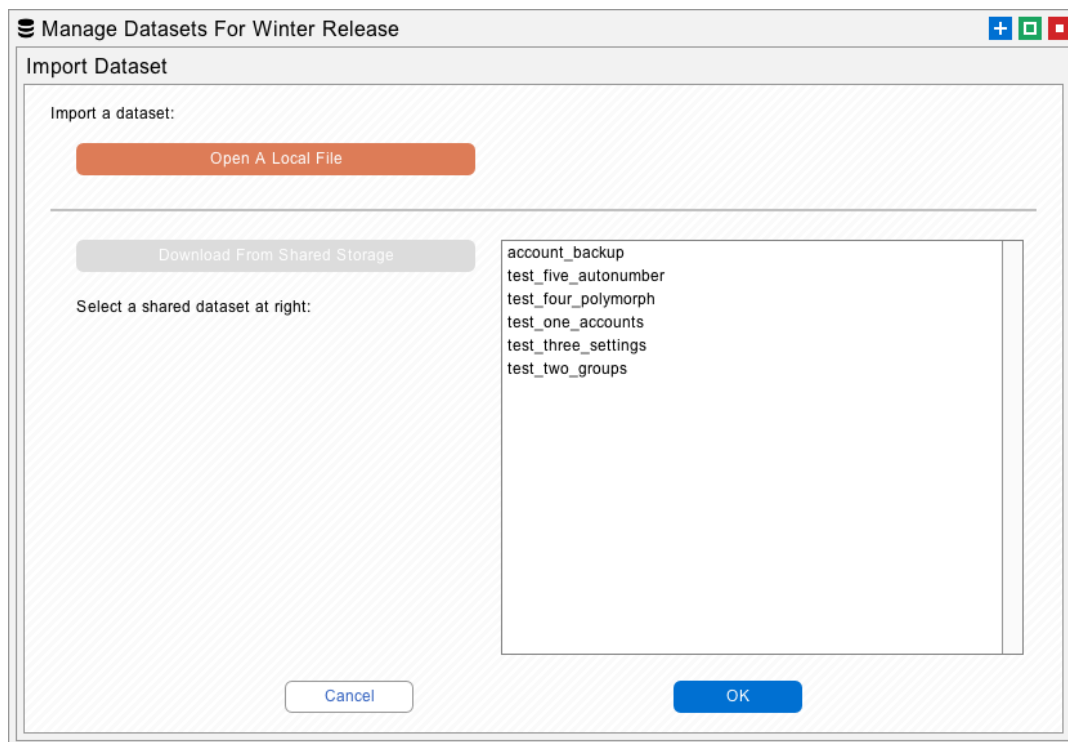 Manage Datasets For Winter Release
Import Dataset
Import a dataset:
Open A Local File
Download From Shared Storage
Select a shared dataset at right:
account_backup
test_five_autonumber
test_four_polymorph
test_one_accounts
test_three_settings
test_two_groups
Cancel
OK